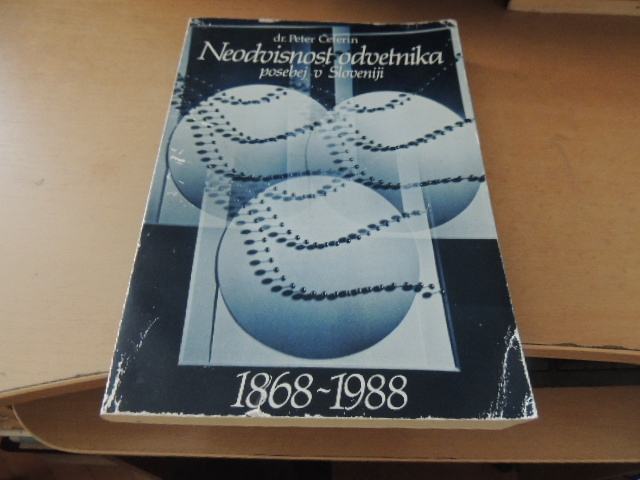 dr. Peter Čeferin
Neodvisnost odvetnika
posebej v Sloveniji
1868~1988